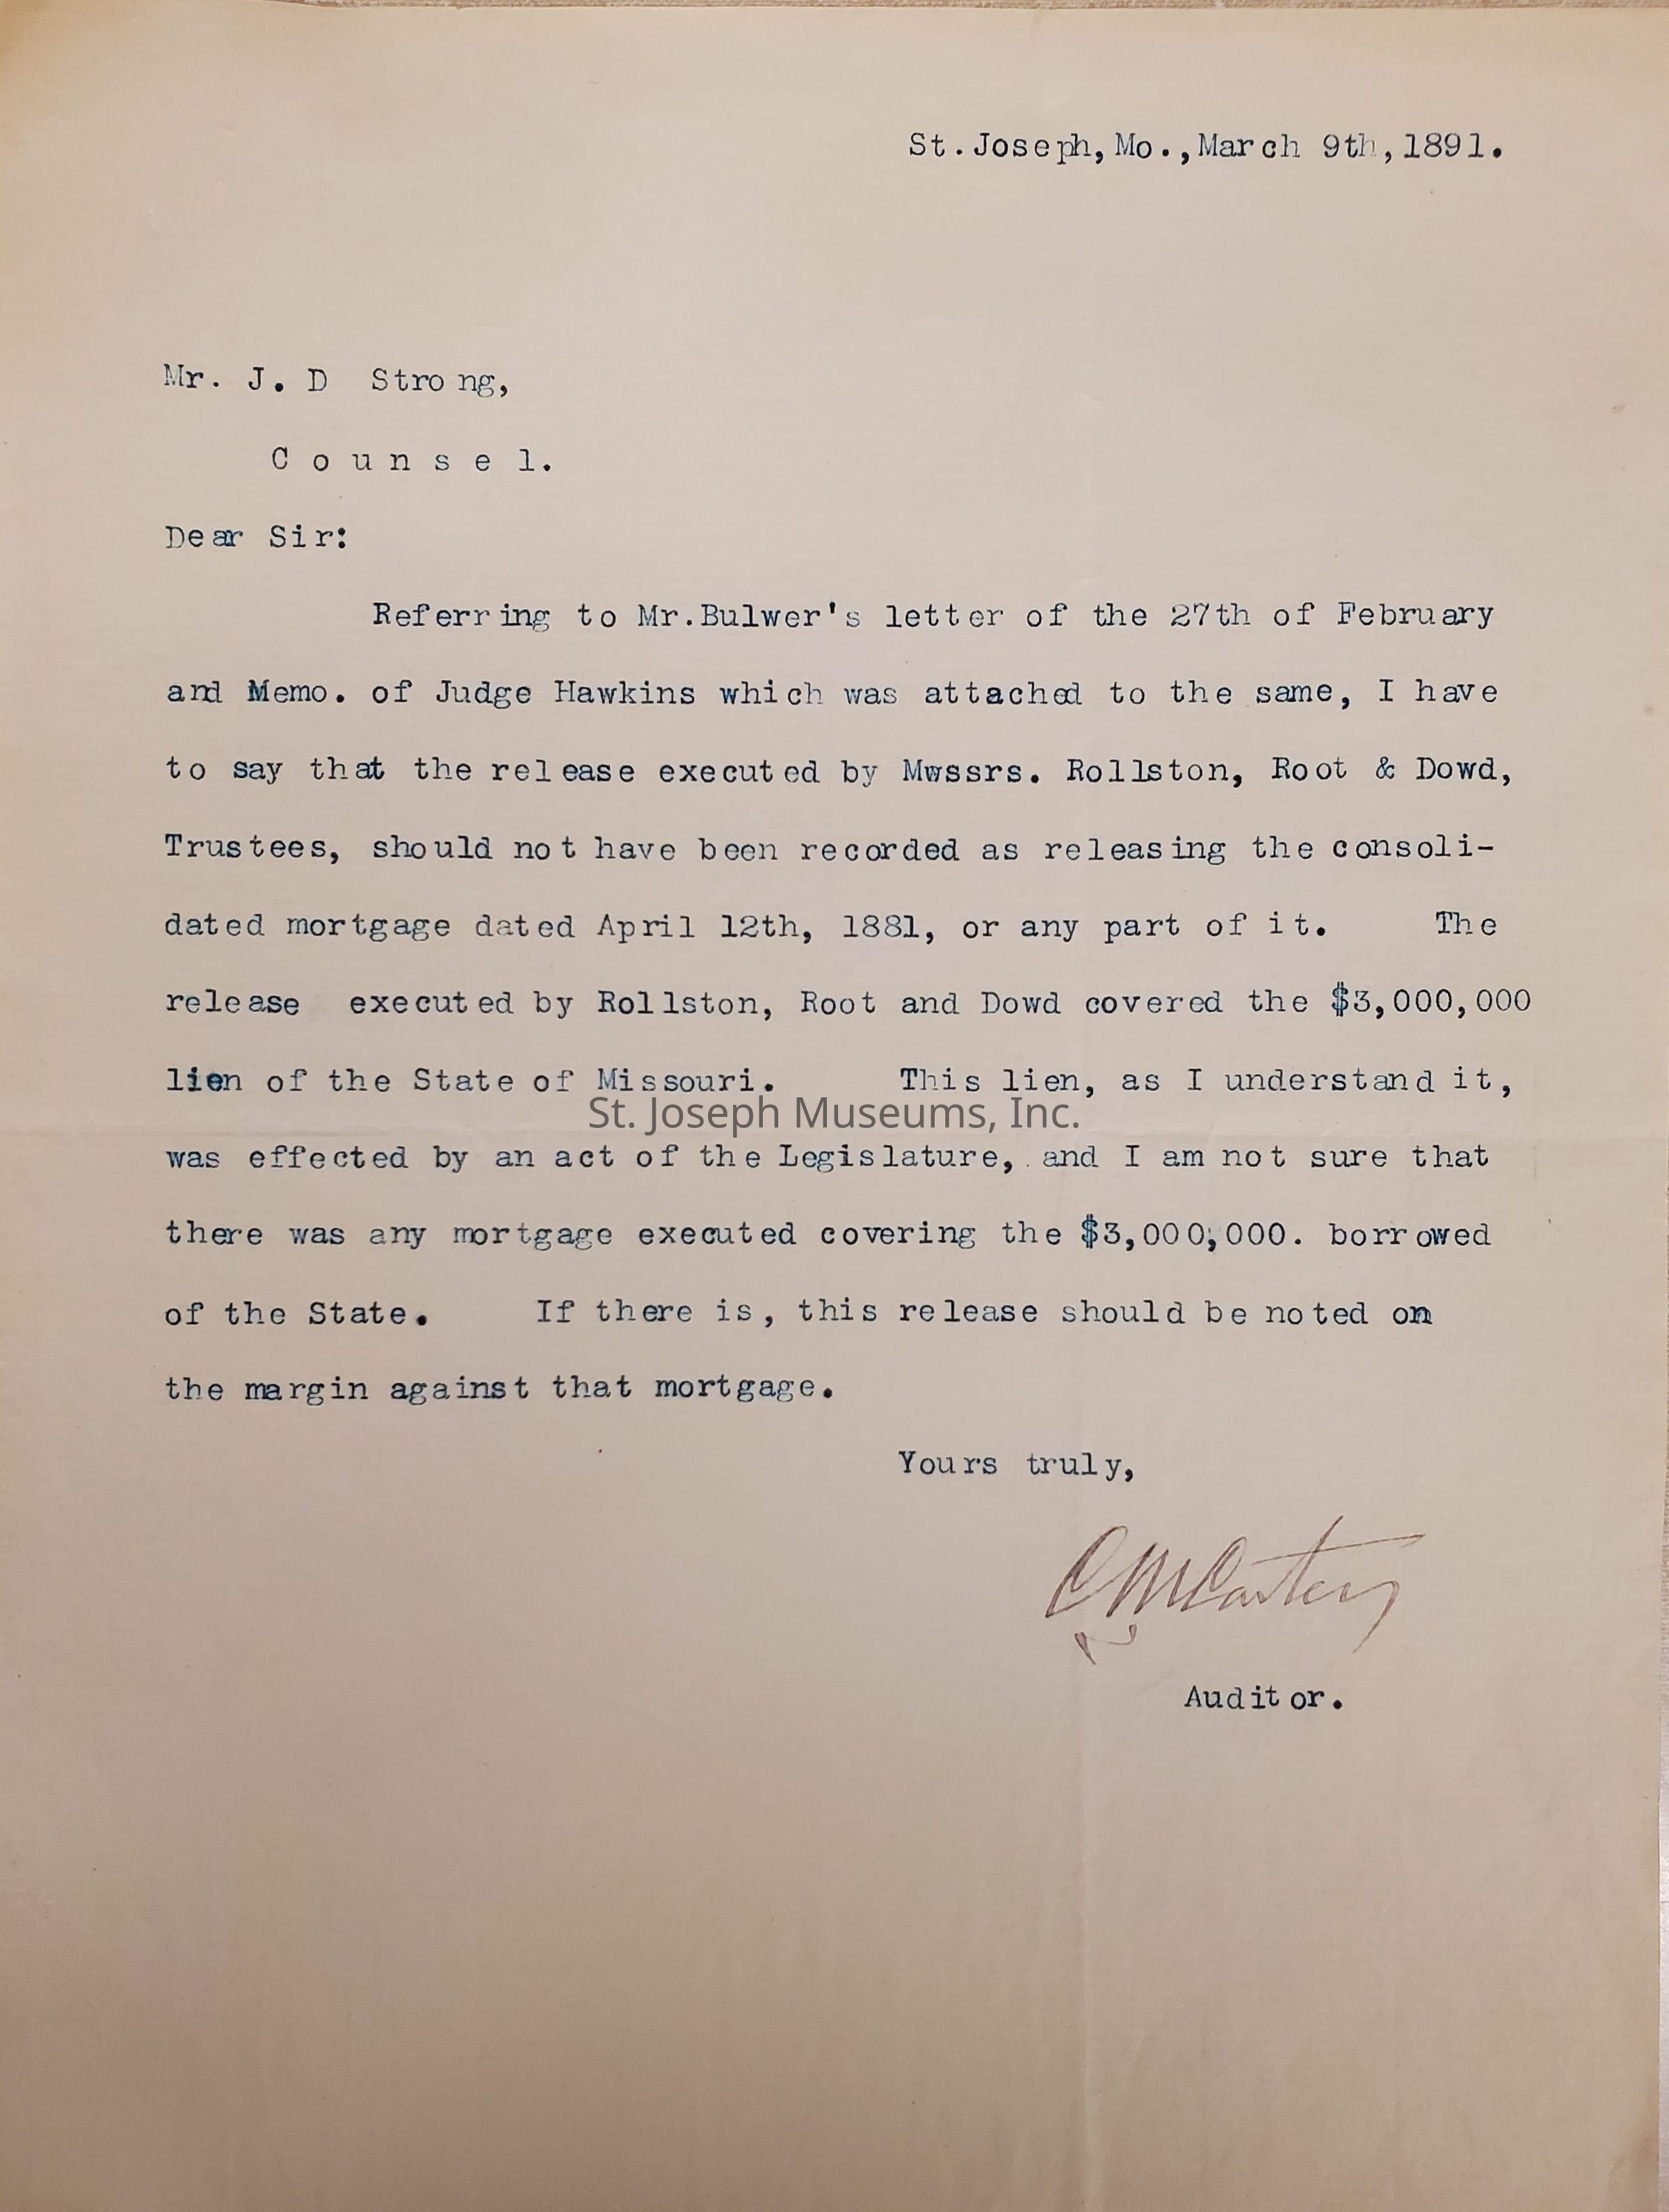 St. Joseph, Mo., March 9th, 1891.
Mr. J. D Strong,
Counsel.
Dear Sir:
Referring to Mr. Bulwer's letter of the 27th of February
and Memo. of Judge Hawkins which was attached to the same, I have
to say that the release executed by Mwssrs. Rollston, Root & Dowd,
Trustees, should not have been recorded as releasing the consoli-
dated mortgage dated April 12th, 1881, or any part of it. The
release executed by Rollston, Root and Dowd covered the $3,000,000
lien of the State of Missouri. This lien, as I understand it,
St. Joseph Museums, Inc.
was effected by an act of the Legislature, and I am not sure that
there was any mortgage executed covering the $3,000,000. borrowed
of the State. If there is, this release should be noted on
the margin against that mortgage.
Yours truly,
C M Carter
Auditor.